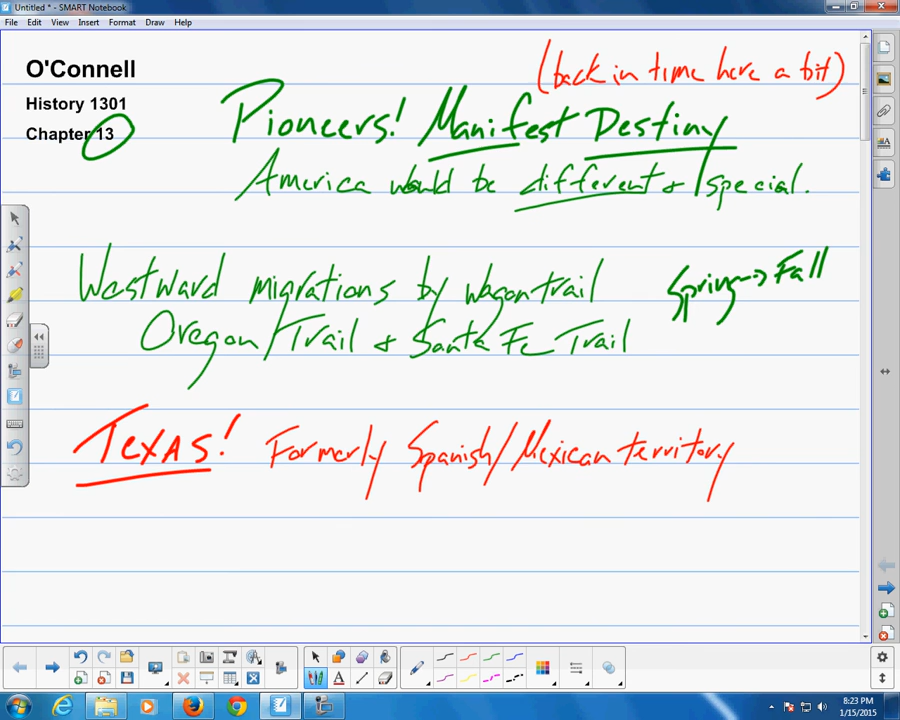 Untitled * - SMART Notebook
File Edit View Insert Format Draw Help
(back in time here a bit)
O'Connell
History 1301
Chapter 13
Pioneers! Manifest Destiny
America would be different & special.
Westward migrations by wagon trail
Spring → Fall
Oregon Trail & Santa Fe Trail
TEXAS! Formerly Spanish/Mexican territory
8:23 PM
1/15/2015